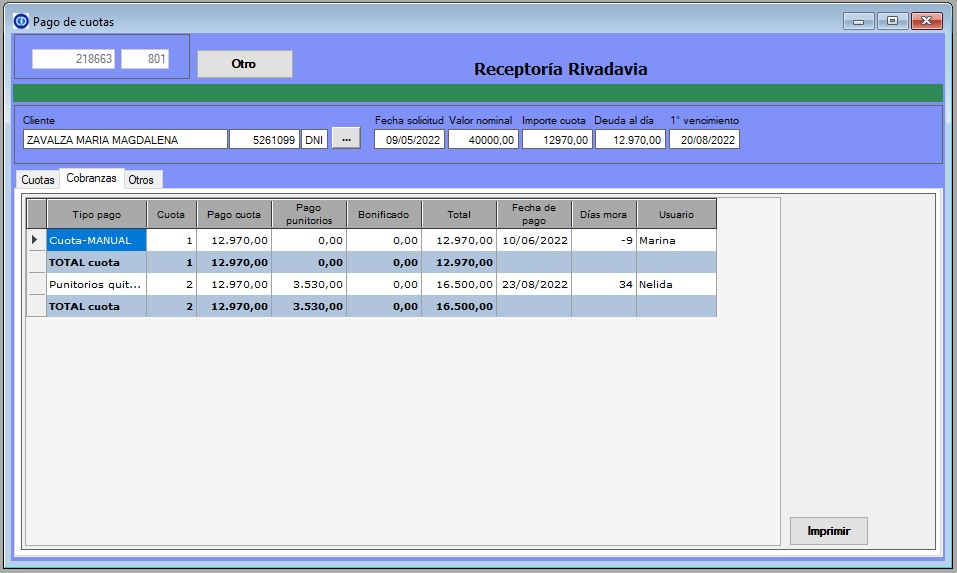 Pago de cuotas
218663 801 Otro
Receptoría Rivadavia
Cliente Fecha solicitud Valor nominal Importe cuota Deuda al día 1° vencimiento
ZAVALZA MARIA MAGDALENA 5261099 DNI ... 09/05/2022 40000,00 12970,00 12.970,00 20/08/2022
Cuotas Cobranzas Otros
Tipo pago Cuota Pago cuota Pago punitorios Bonificado Total Fecha de pago Días mora Usuario
Cuota-MANUAL 1 12.970,00 0,00 0,00 12.970,00 10/06/2022 -9 Marina
TOTAL cuota 1 12.970,00 0,00 0,00 12.970,00
Punitorios quit... 2 12.970,00 3.530,00 0,00 16.500,00 23/08/2022 34 Nelida
TOTAL cuota 2 12.970,00 3.530,00 0,00 16.500,00
Imprimir